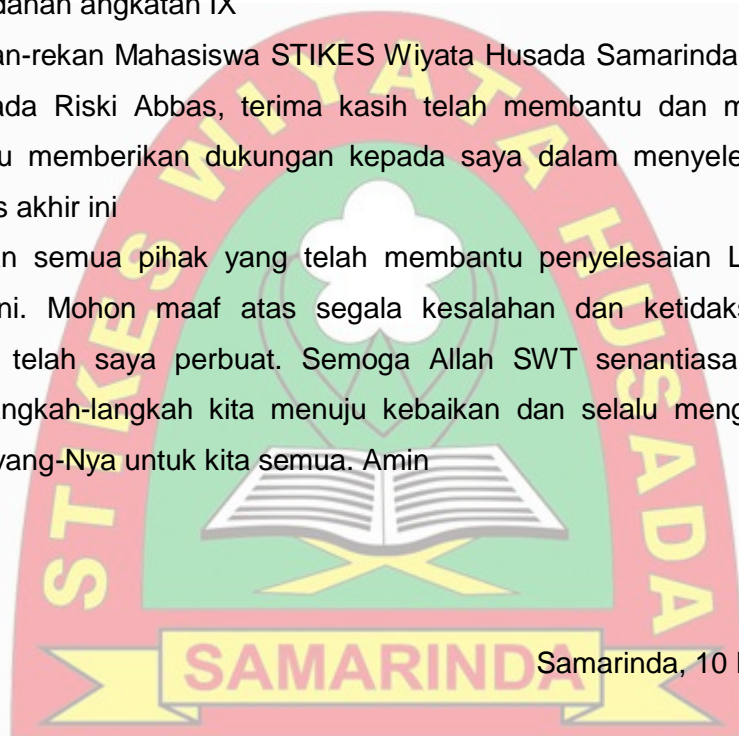 danan angkatan IX
an-rekan Mahasiswa STIKES Wiyata Husada Samarinda
ada Riski Abbas, terima kasih telah membantu dan m
u memberikan dukungan kepada saya dalam menyele
s akhir ini
n semua pihak yang telah membantu penyelesaian L
ni. Mohon maaf atas segala kesalahan dan ketidaks
telah saya perbuat. Semoga Allah SWT senantiasa
angkah-langkah kita menuju kebaikan dan selalu meng
yang-Nya untuk kita semua. Amin
STIKES WIYATA HUSADA
SAMARINDA
Samarinda, 10